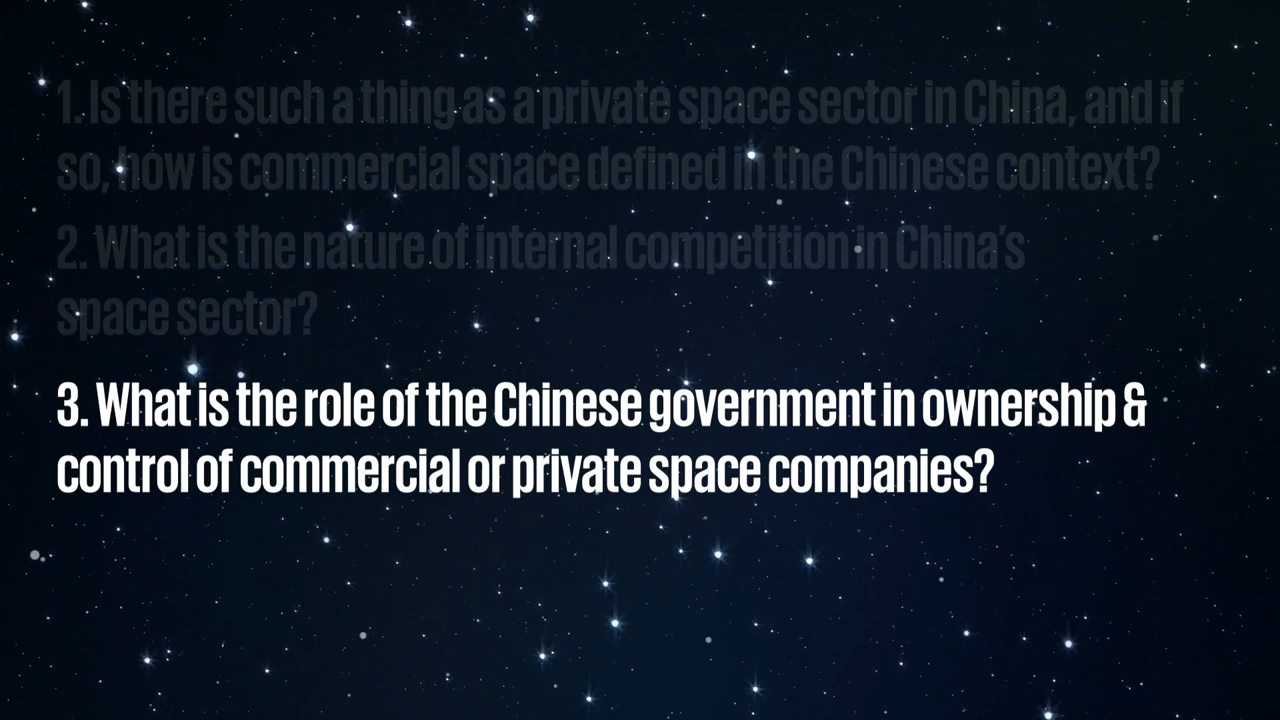 1. Is there such a thing as a private space sector in China, and if
so, how is commercial space defined in the Chinese context?
2. What is the nature of internal competition in China's
space sector?
3. What is the role of the Chinese government in ownership &
control of commercial or private space companies?